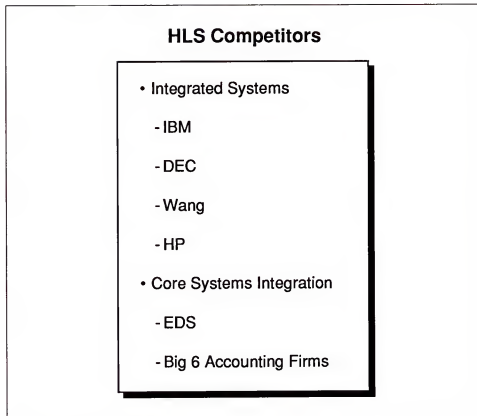 HLS Competitors
• Integrated Systems
- IBM
- DEC
- Wang
- HP
• Core Systems Integration
- EDS
- Big 6 Accounting Firms